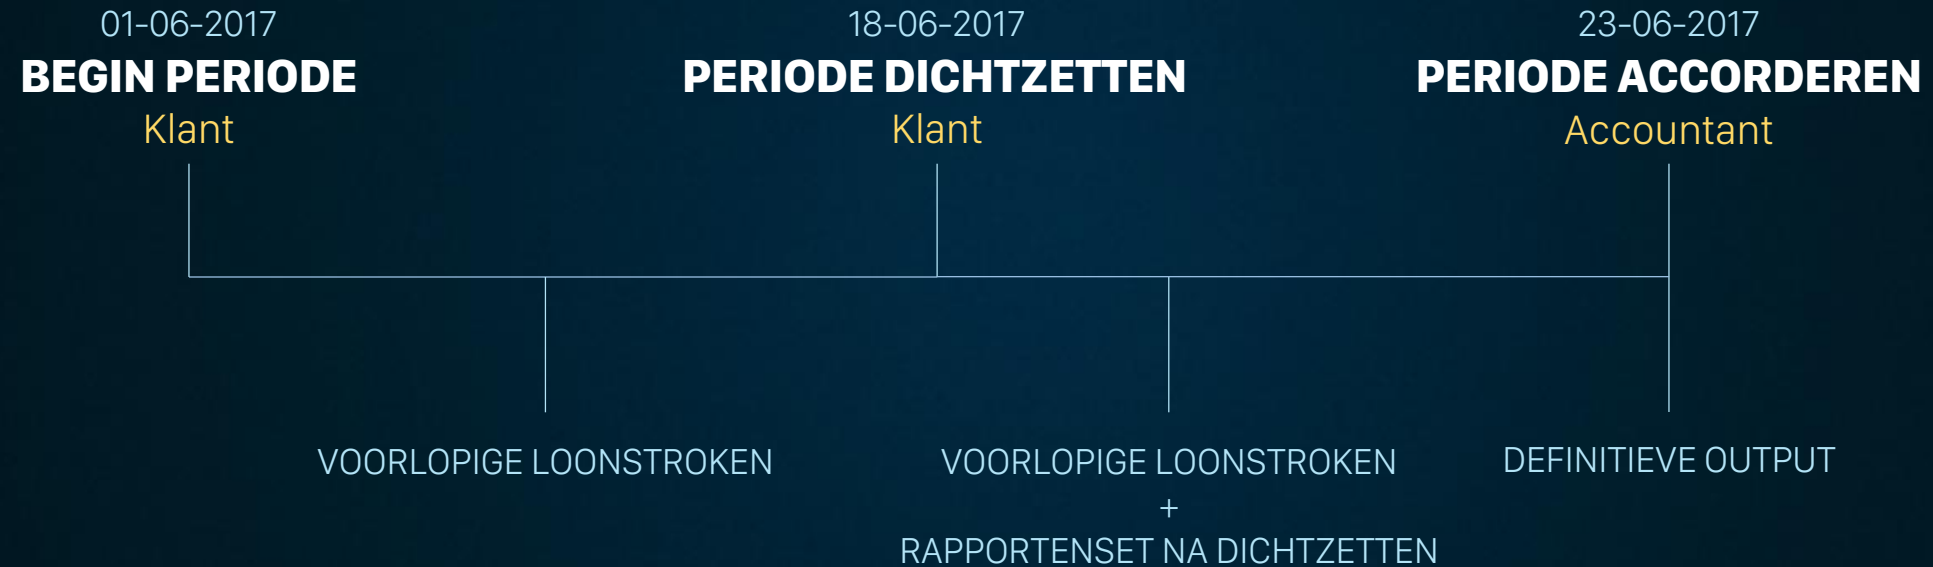 01-06-2017
BEGIN PERIODE
Klant
18-06-2017
PERIODE DICHTZETTEN
Klant
23-06-2017
PERIODE ACCORDEREN
Accountant
VOORLOPIGE LOONSTROKEN
VOORLOPIGE LOONSTROKEN
+
RAPPORTENSET NA DICHTZETTEN
DEFINITIEVE OUTPUT